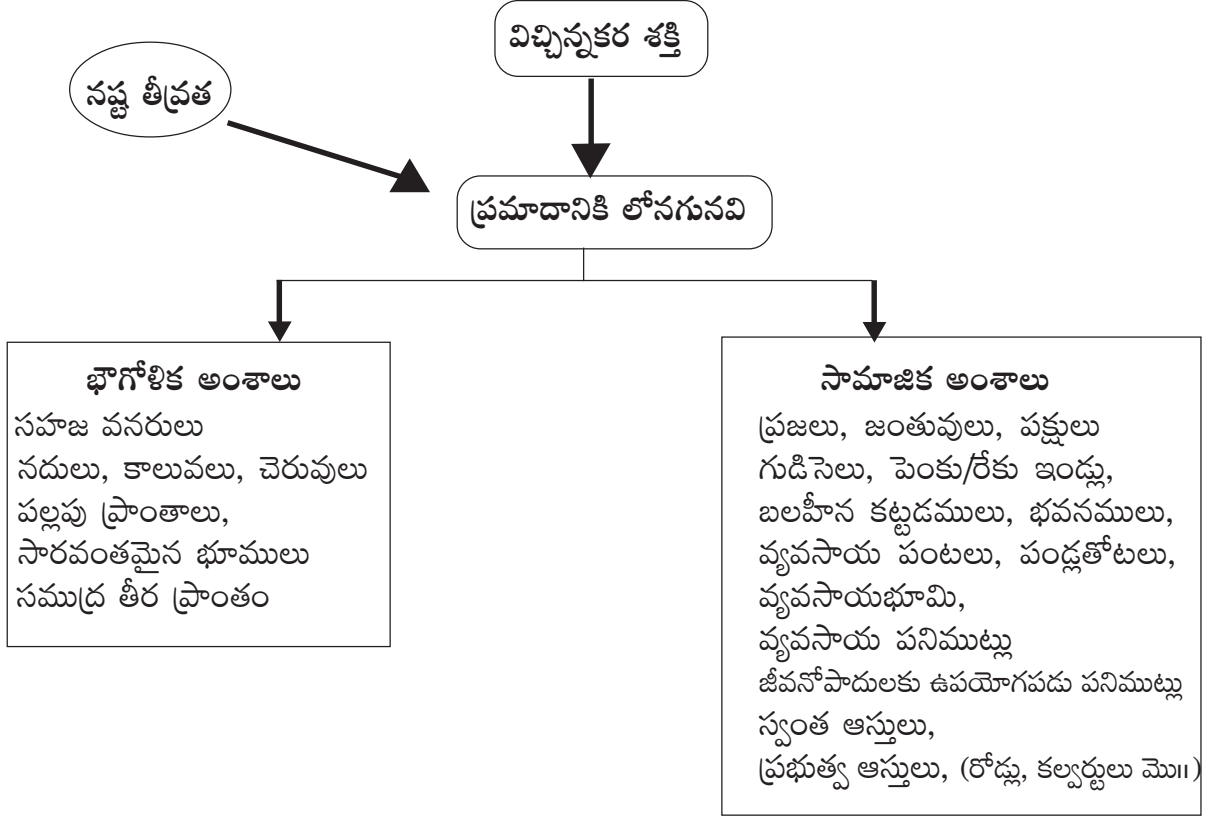 విచ్ఛిన్నకర శక్తి
నష్ట తీవ్రత
ప్రమాదానికి లోనగునవి
భౌగోళిక అంశాలు
సహజ వనరులు
నదులు, కాలువలు, చెరువులు
పల్లపు ప్రాంతాలు,
సారవంతమైన భూములు
సముద్ర తీర ప్రాంతం
సామాజిక అంశాలు
ప్రజలు, జంతువులు, పక్షులు
గుడిసెలు, పెంకు/రేకు ఇండ్లు,
బలహీన కట్టడములు, భవనములు,
వ్యవసాయ పంటలు, పండ్లతోటలు,
వ్యవసాయభూమి,
వ్యవసాయ పనిముట్లు
జీవనోపాదులకు ఉపయోగపడు పనిముట్లు
స్వంత ఆస్తులు,
ప్రభుత్వ ఆస్తులు, (రోడ్లు, కల్వర్టులు మొ॥)